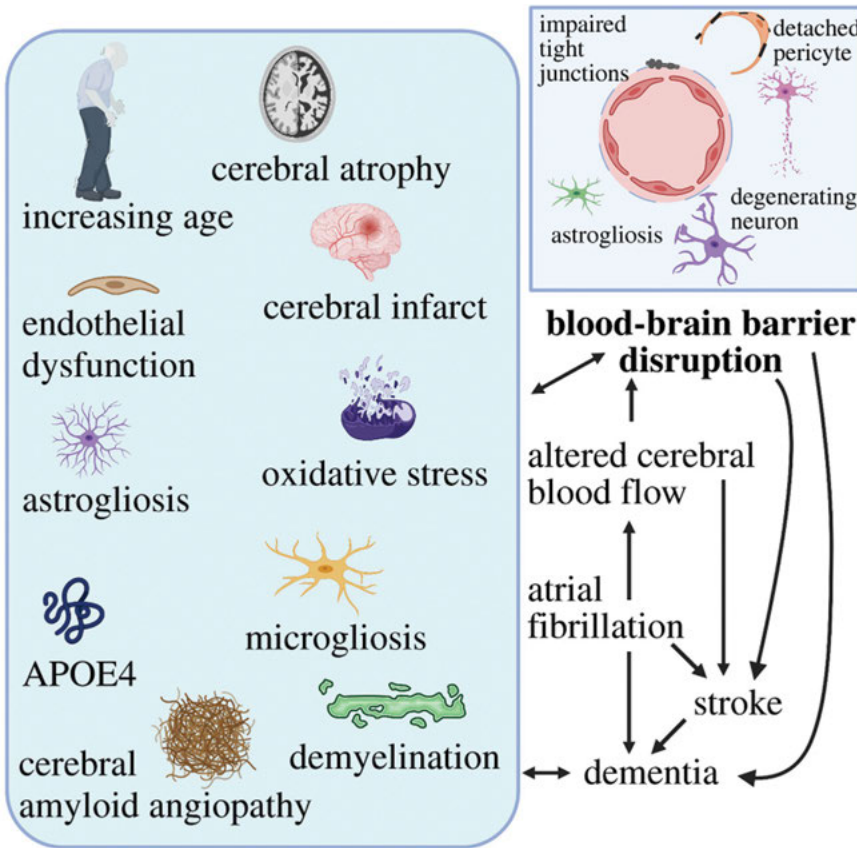 cerebral atrophy
increasing age
cerebral infarct
endothelial
dysfunction
oxidative stress
astrogliosis
microgliosis
APOE4
demyelination
cerebral
amyloid angiopathy
impaired
tight
junctions
detached
pericyte
astrogliosis
degenerating
neuron
blood-brain barrier
disruption
altered cerebral
blood flow
atrial
fibrillation
stroke
dementia